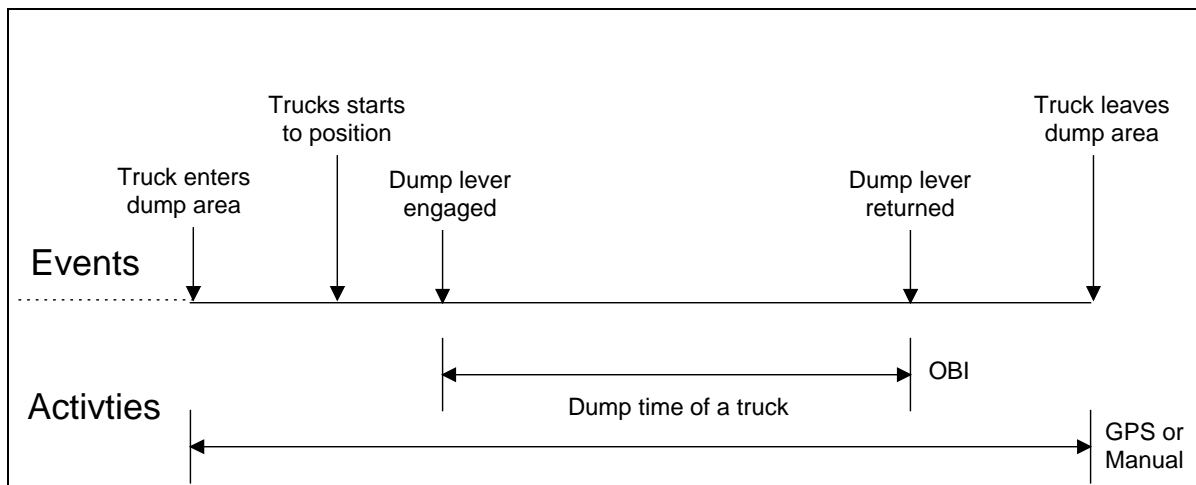 Trucks starts
to position
Truck leaves
dump area
Truck enters
dump area
Dump lever
engaged
Dump lever
returned
Events
OBI
Activties
Dump time of a truck
GPS or
Manual